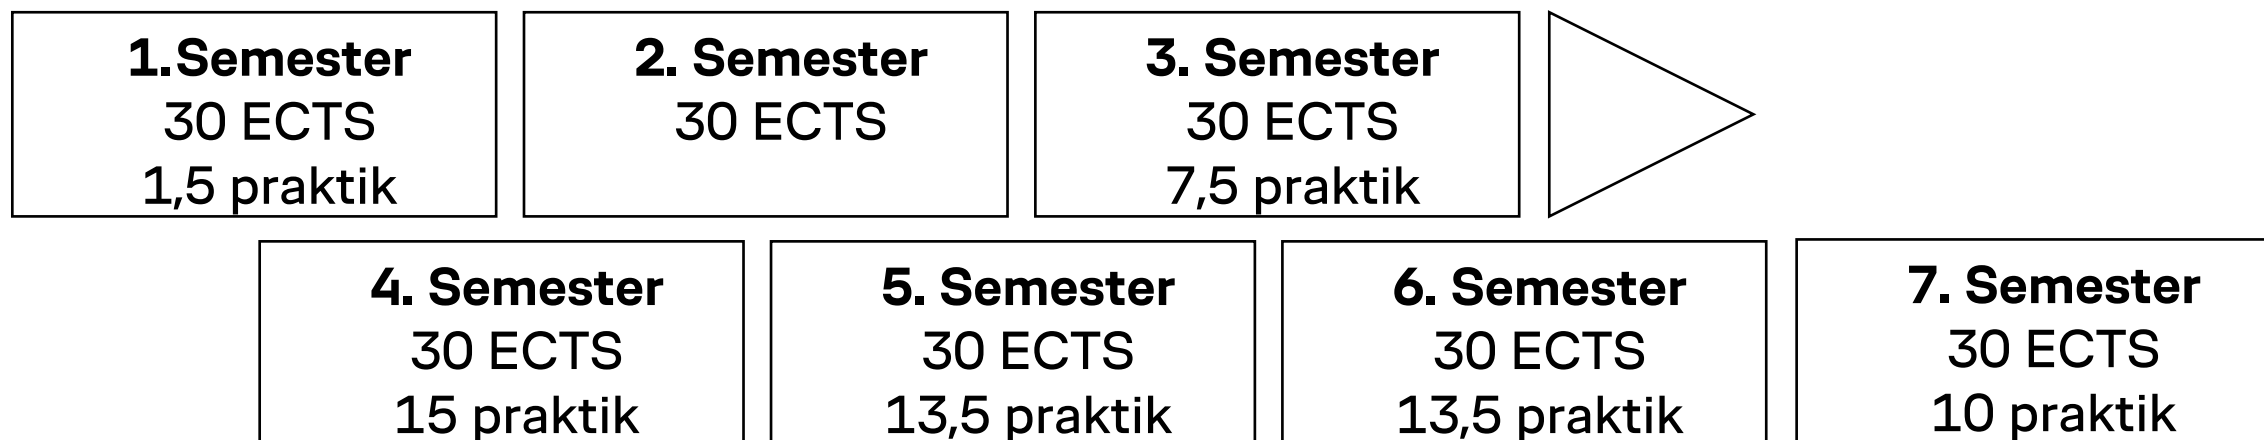 1.Semester
30 ECTS
1,5 praktik
2. Semester
30 ECTS
3. Semester
30 ECTS
7,5 praktik
4. Semester
30 ECTS
15 praktik
5. Semester
30 ECTS
13,5 praktik
6. Semester
30 ECTS
13,5 praktik
7. Semester
30 ECTS
10 praktik